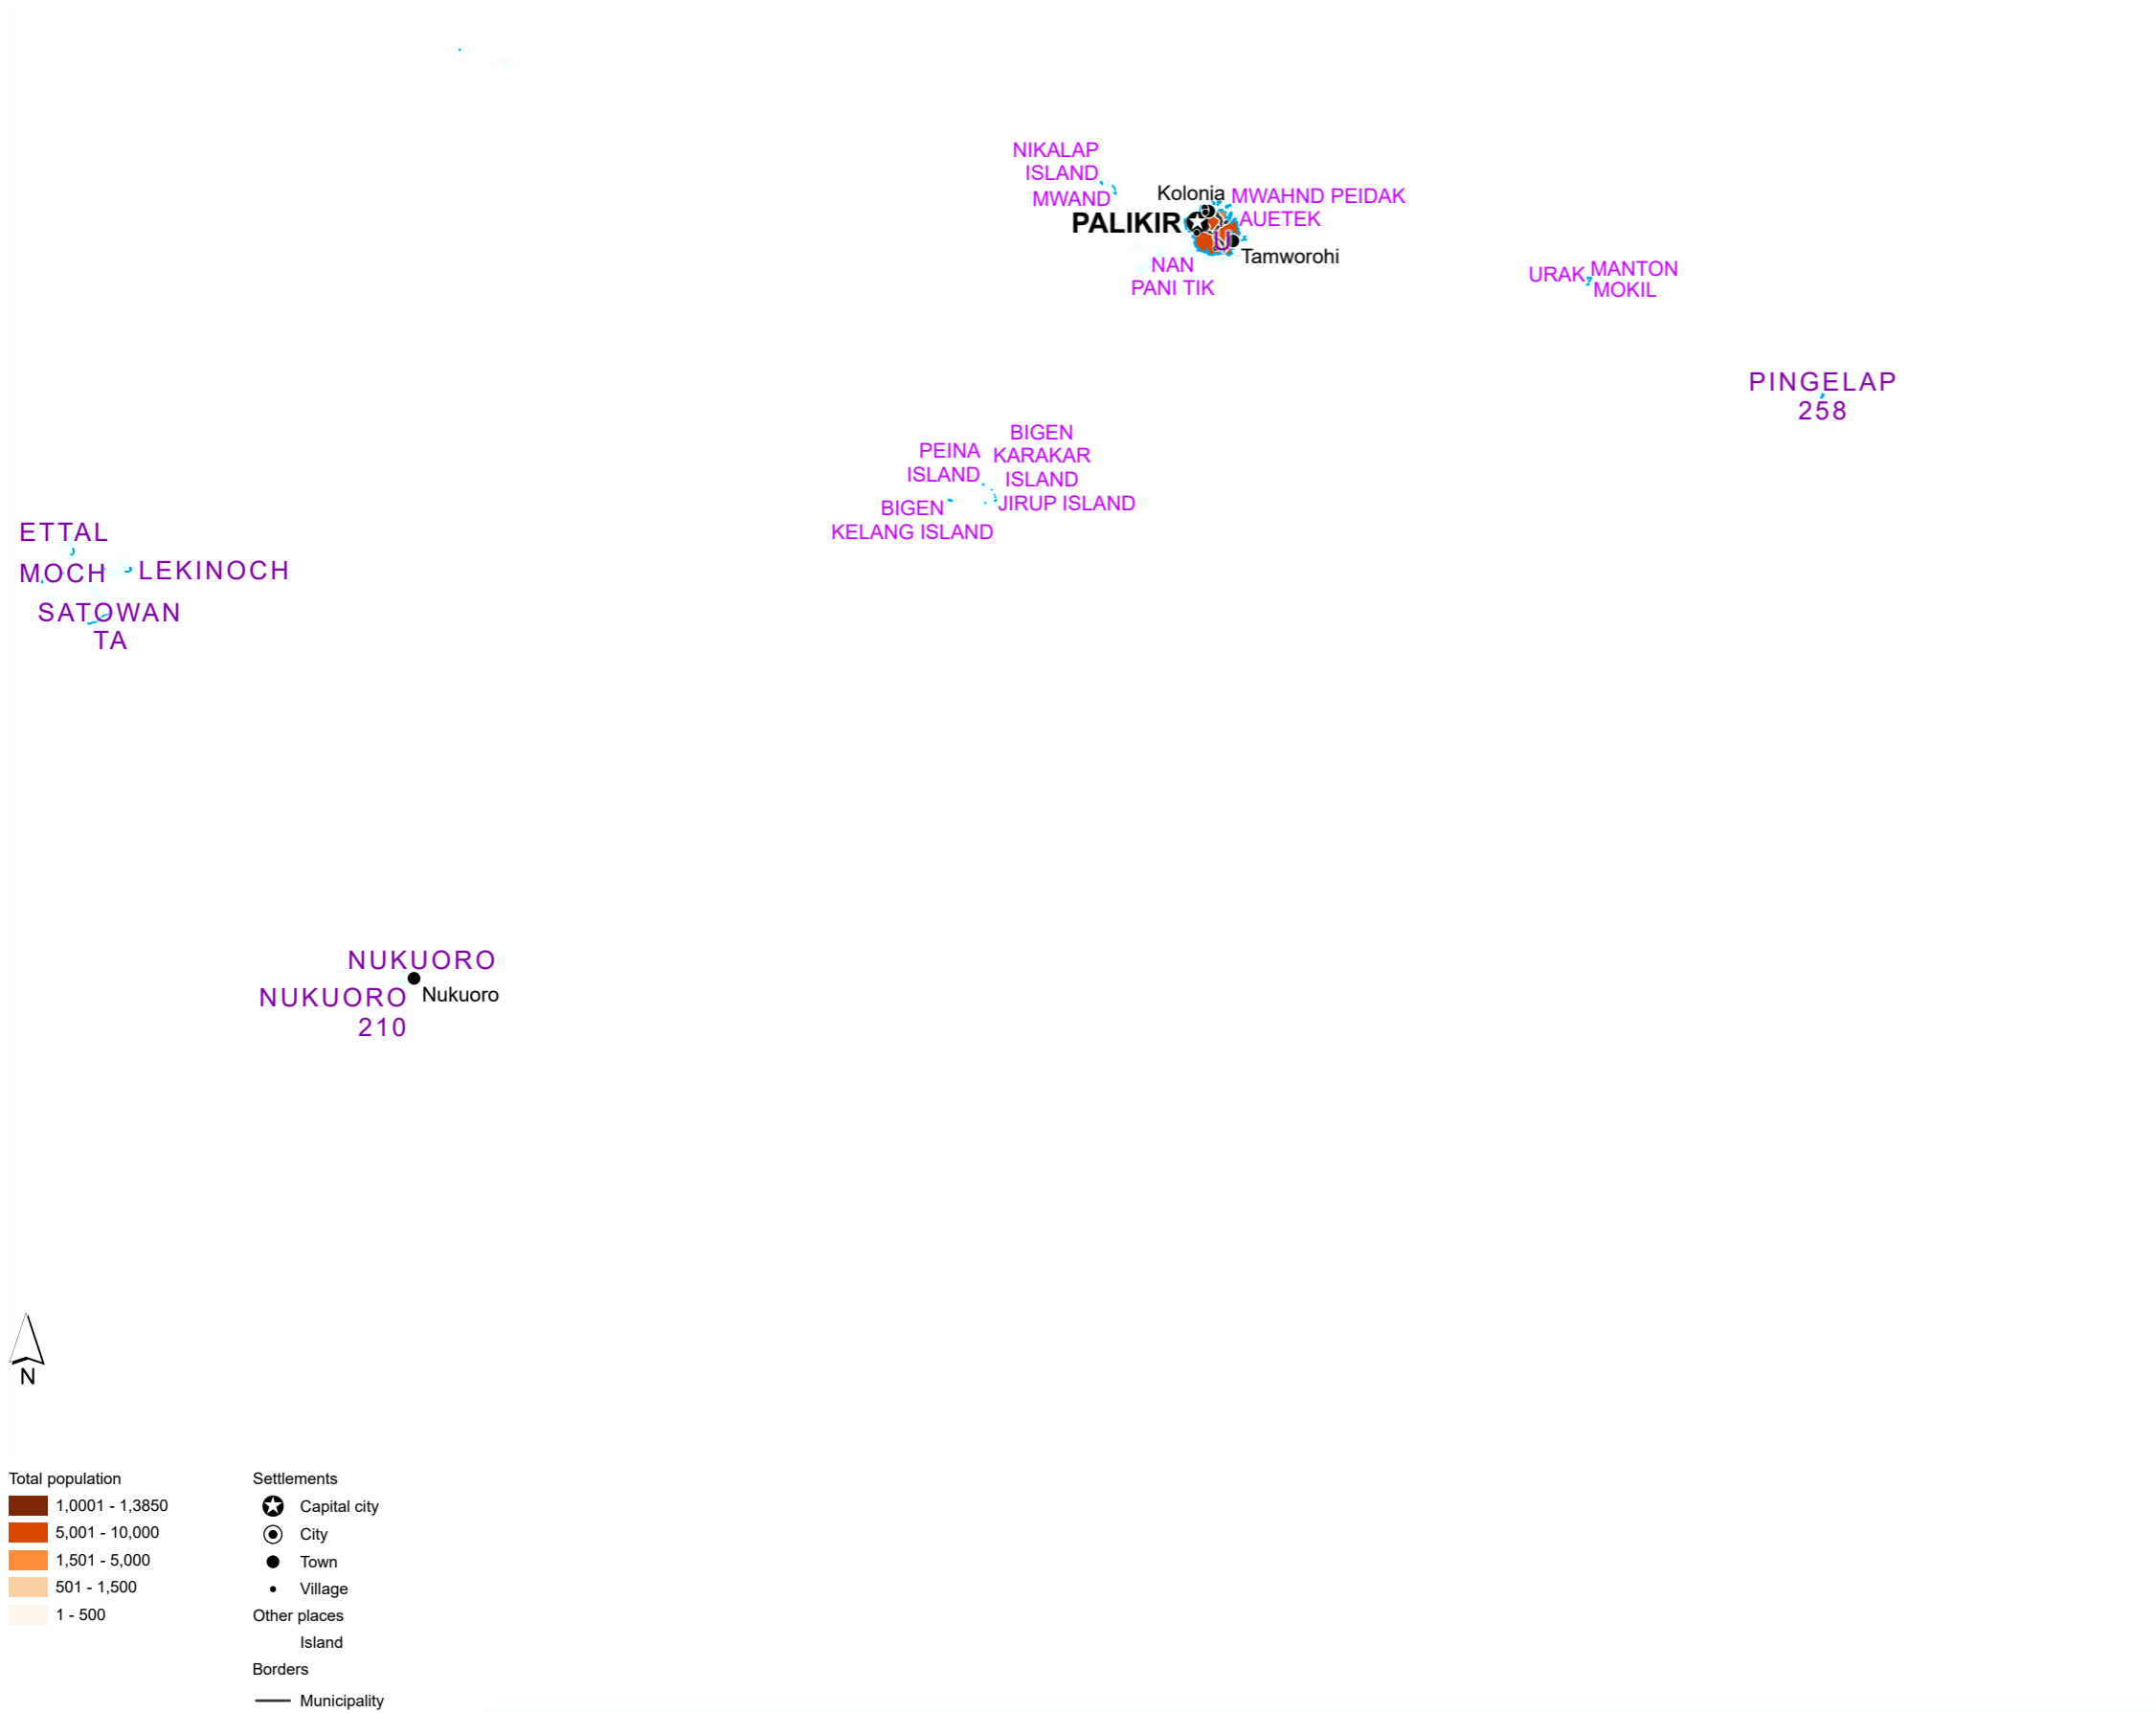 NIKALAP
ISLAND
MWAND
Kolonia
MWAHND PEIDAK
PALIKIR
AUETEK
U
Tamworohi
NAN
PANI TIK
URAK
MANTON
MOKIL
PINGELAP
258
BIGEN
KARAKAR
ISLAND
PEINA
ISLAND
JIRUP ISLAND
BIGEN
KELANG ISLAND
ETTAL
MOCH
LEKINOCH
SATOWAN
TA
NUKUORO
Nukuoro
NUKUORO
210
N
Total population
1,0001 - 1,3850
5,001 - 10,000
1,501 - 5,000
501 - 1,500
1 - 500
Settlements
Capital city
City
Town
Village
Other places
Island
Borders
Municipality